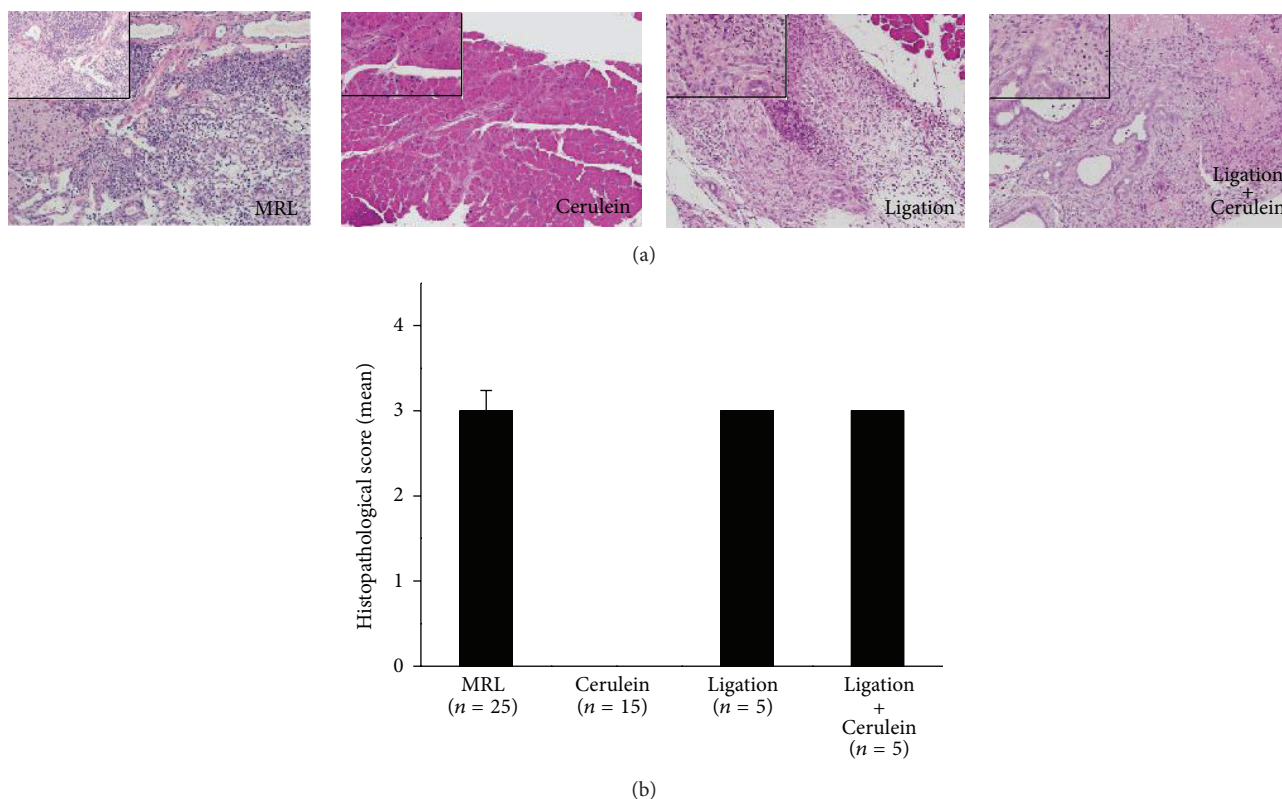 MRL
Cerulein
Ligation
Ligation
+
Cerulein
(a)
Histopathological score (mean)
4
3
2
1
0
MRL
(n = 25)
Cerulein
(n = 15)
Ligation
(n = 5)
Ligation
+
Cerulein
(n = 5)
(b)